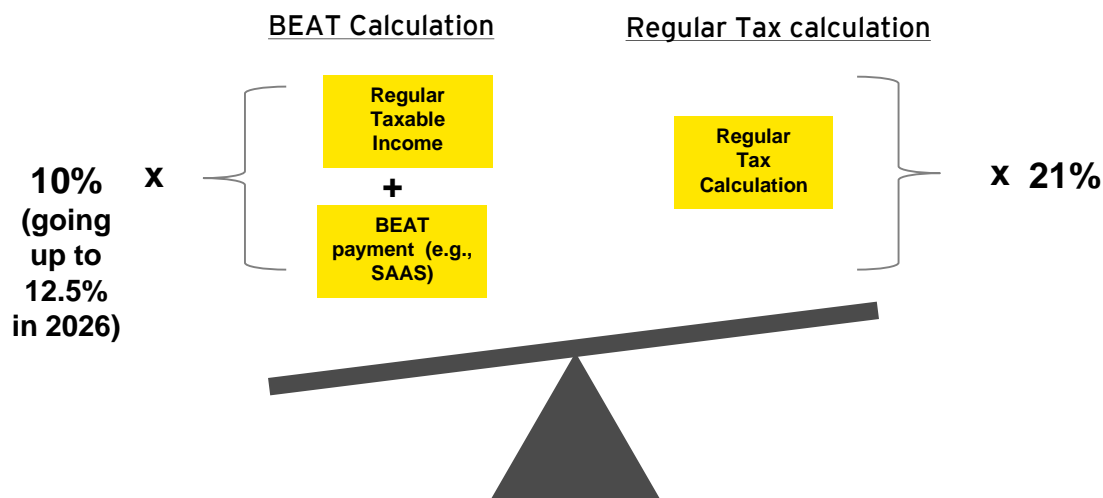 BEAT Calculation
Regular Tax calculation
Regular
Taxable
Income
+
BEAT
payment (e.g.,
SAAS)
10%
(going
up to
12.5%
in 2026)
x
Regular
Tax
Calculation
x 21%